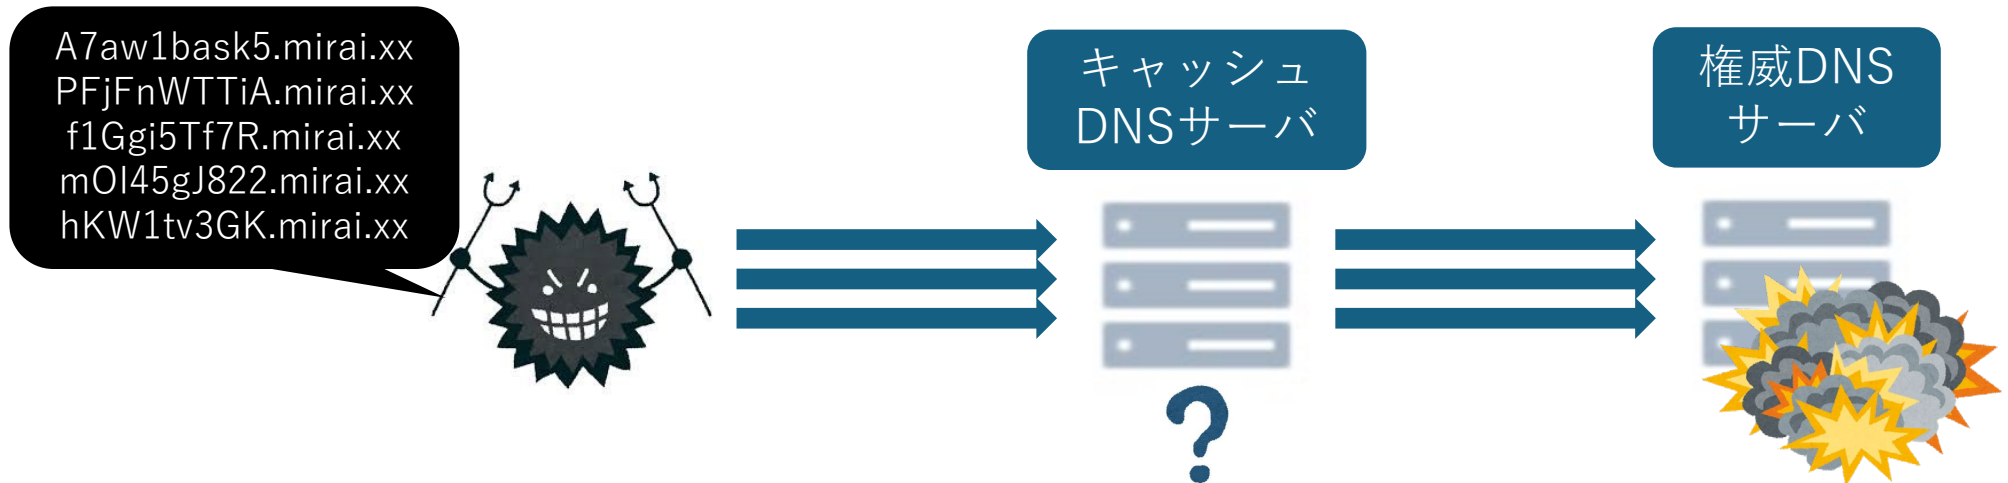 A7aw1bask5.mirai.xx
PFjFnWTTiA.mirai.xx
f1Ggi5Tf7R.mirai.xx
mOI45gJ822.mirai.xx
hKW1tv3GK.mirai.xx
キャッシュ
DNSサーバ
権威DNS
サーバ
?